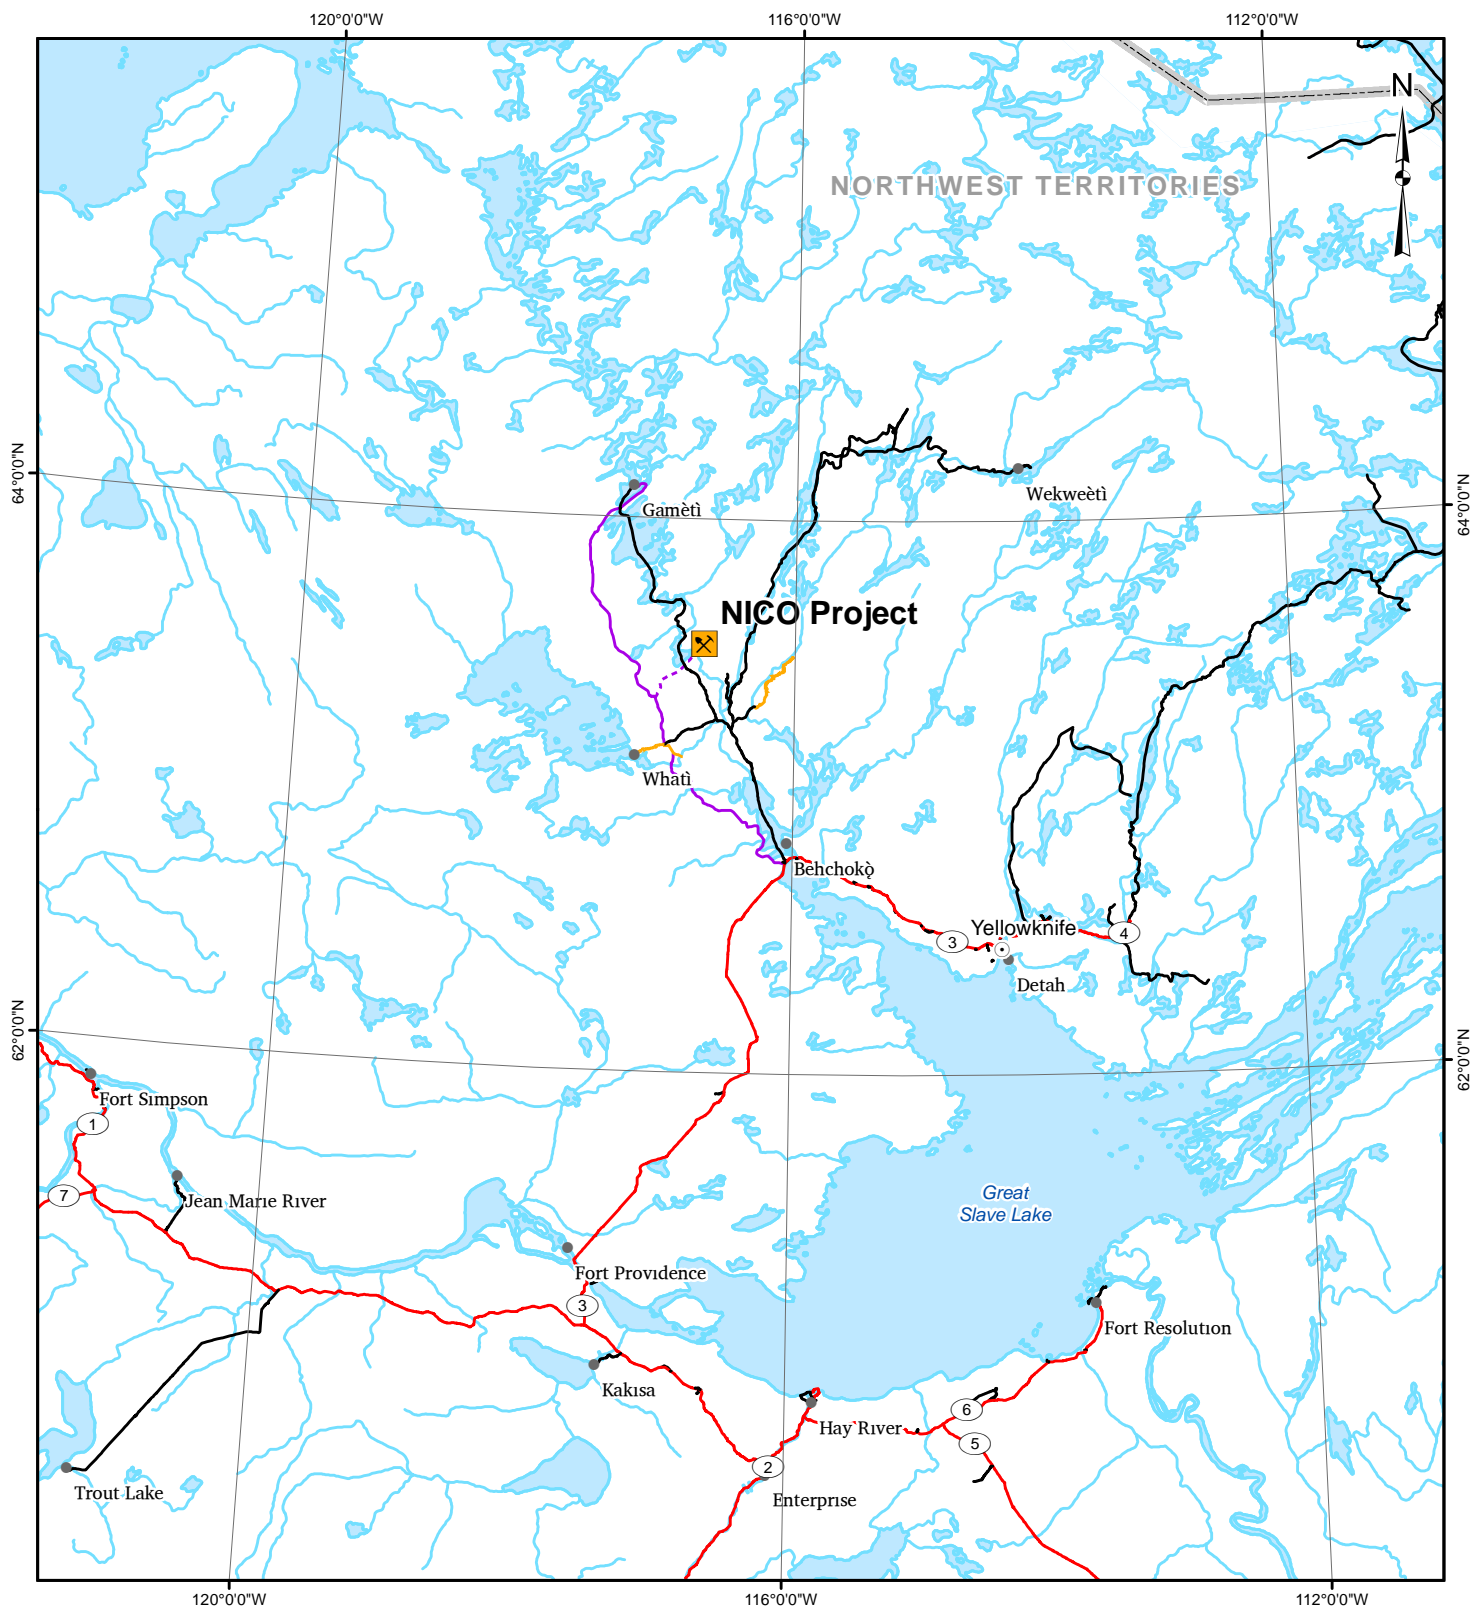 120°0'0"W
116°0'0"W
112°0'0"W
N
NORTHWEST TERRITORIES
64°0'0"N
Wekweètì
Gamètì
64°0'0"N
NICO Project
Whatì
Behchokǫ̀
Yellowknife
3
4
Detah
62°0'0"N
62°0'0"N
Fort Simpson
1
7
Jean Marie River
Great
Slave Lake
Fort Providence
3
Fort Resolution
Kakisa
6
Hay River
5
2
Trout Lake
Enterprise
120°0'0"W
116°0'0"W
112°0'0"W